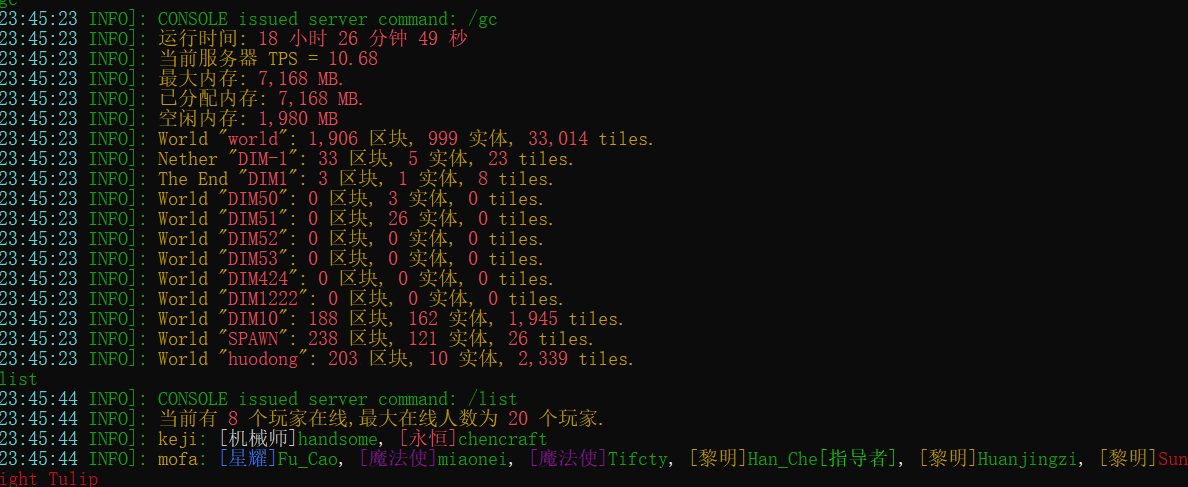 gc
23:45:23 INFO]: CONSOLE issued server command: /gc
23:45:23 INFO]: 运行时间: 18 小时 26 分钟 49 秒
23:45:23 INFO]: 当前服务器 TPS = 10.68
23:45:23 INFO]: 最大内存: 7,168 MB.
23:45:23 INFO]: 已分配内存: 7,168 MB.
23:45:23 INFO]: 空闲内存: 1,980 MB
23:45:23 INFO]: World "world": 1,906 区块, 999 实体, 33,014 tiles.
23:45:23 INFO]: Nether "DIM-1": 33 区块, 5 实体, 23 tiles.
23:45:23 INFO]: The End "DIM1": 3 区块, 1 实体, 8 tiles.
23:45:23 INFO]: World "DIM50": 0 区块, 3 实体, 0 tiles.
23:45:23 INFO]: World "DIM51": 0 区块, 26 实体, 0 tiles.
23:45:23 INFO]: World "DIM52": 0 区块, 0 实体, 0 tiles.
23:45:23 INFO]: World "DIM53": 0 区块, 0 实体, 0 tiles.
23:45:23 INFO]: World "DIM424": 0 区块, 0 实体, 0 tiles.
23:45:23 INFO]: World "DIM1222": 0 区块, 0 实体, 0 tiles.
23:45:23 INFO]: World "DIM10": 188 区块, 162 实体, 1,945 tiles.
23:45:23 INFO]: World "SPAWN": 238 区块, 121 实体, 26 tiles.
23:45:23 INFO]: World "huodong": 203 区块, 10 实体, 2,339 tiles.
list
23:45:44 INFO]: CONSOLE issued server command: /list
23:45:44 INFO]: 当前有 8 个玩家在线,最大在线人数为 20 个玩家.
23:45:44 INFO]: keji: [机械师]handsome, [永恒]chencraft
23:45:44 INFO]: mofa: [星耀]Fu_Cao, [魔法使]miaonei, [魔法使]Tifcty, [黎明]Han_Che[指导者], [黎明]Huanjingzi, [黎明]Sun
ight Tulip